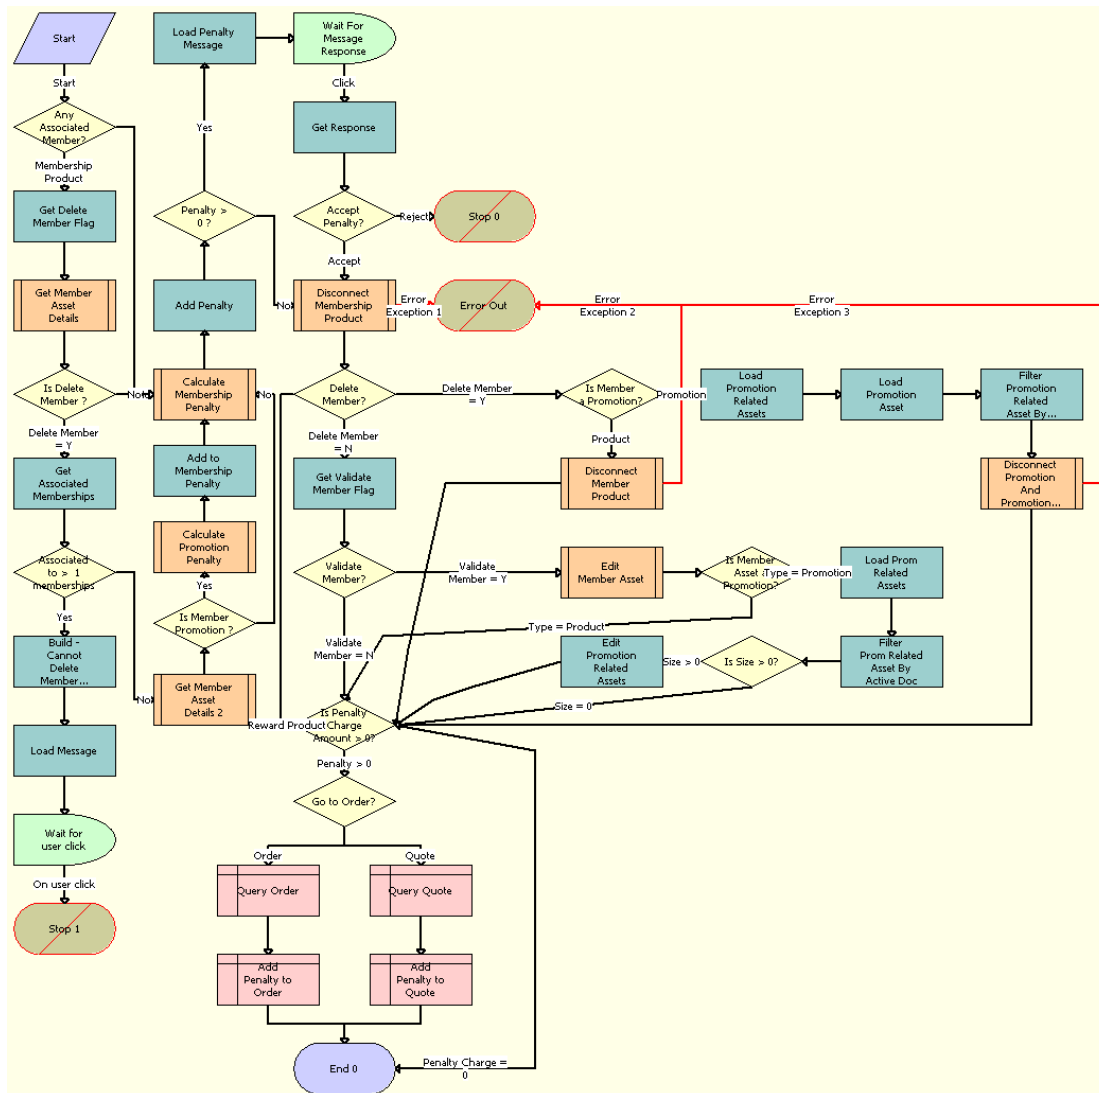 Start
Start
Any
Associated
Member?
Membership
Product
Get Delete
Member Flag
Get Member
Asset
Details
Is Delete
Member ?
Delete Member
= Y
Get
Associated
Memberships
Associated
to > 1
memberships
Yes
Build -
Cannot
Delete
Member...
Load Message
Wait for
user click
On user click
Stop 1
Load Penalty
Message
Yes
Penalty >
0 ?
No
Add Penalty
Calculate
Membership
Penalty
No
Add to
Membership
Penalty
Calculate
Promotion
Penalty
Yes
Is Member
Promotion ?
Get Member
Asset
Details 2
No
Wait For
Message
Response
Click
Get Response
Accept
Penalty?
Reject
Stop 0
Accept
Disconnect
Membership
Product
Error
Exception 1
Error Out
Error
Exception 2
Error
Exception 3
Delete
Member?
Delete Member
= Y
Is Member
a Promotion?
Promotion
Load
Promotion
Related
Assets
Load
Promotion
Asset
Filter
Promotion
Related
Asset By...
Delete Member
= N
Product
Get Validate
Member Flag
Disconnect
Member
Product
Disconnect
Promotion
And
Promotion...
Validate
Member?
Validate
Member = Y
Edit
Member Asset
Is Member
Asset
Promotion?
Type = Promotion
Load Prom
Related
Assets
Type = Product
Validate
Member = N
Edit
Promotion
Related
Assets
Size > 0
Is Size > 0?
Filter
Prom Related
Asset By
Active Doc
Size = 0
Reward Product
Is Penalty
Charge
Amount > 0?
Penalty > 0
Go to Order?
Order
Quote
Query Order
Query Quote
Add
Penalty to
Order
Add
Penalty to
Quote
End 0
Penalty Charge =
0